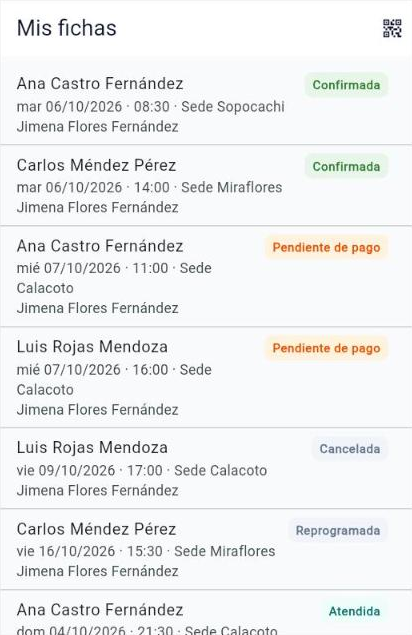 Mis fichas
Ana Castro Fernández
Confirmada
mar 06/10/2026 · 08:30 · Sede Sopocachi
Jimena Flores Fernández
Carlos Méndez Pérez
Confirmada
mar 06/10/2026 · 14:00 · Sede Miraflores
Jimena Flores Fernández
Ana Castro Fernández
Pendiente de pago
mié 07/10/2026 · 11:00 · Sede
Calacoto
Jimena Flores Fernández
Luis Rojas Mendoza
Pendiente de pago
mié 07/10/2026 · 16:00 · Sede
Calacoto
Jimena Flores Fernández
Luis Rojas Mendoza
Cancelada
vie 09/10/2026 · 17:00 · Sede Calacoto
Jimena Flores Fernández
Carlos Méndez Pérez
Reprogramada
vie 16/10/2026 · 15:30 · Sede Miraflores
Jimena Flores Fernández
Ana Castro Fernández
Atendida
dom 04/10/2026 · 21:30 · Sede Calacoto